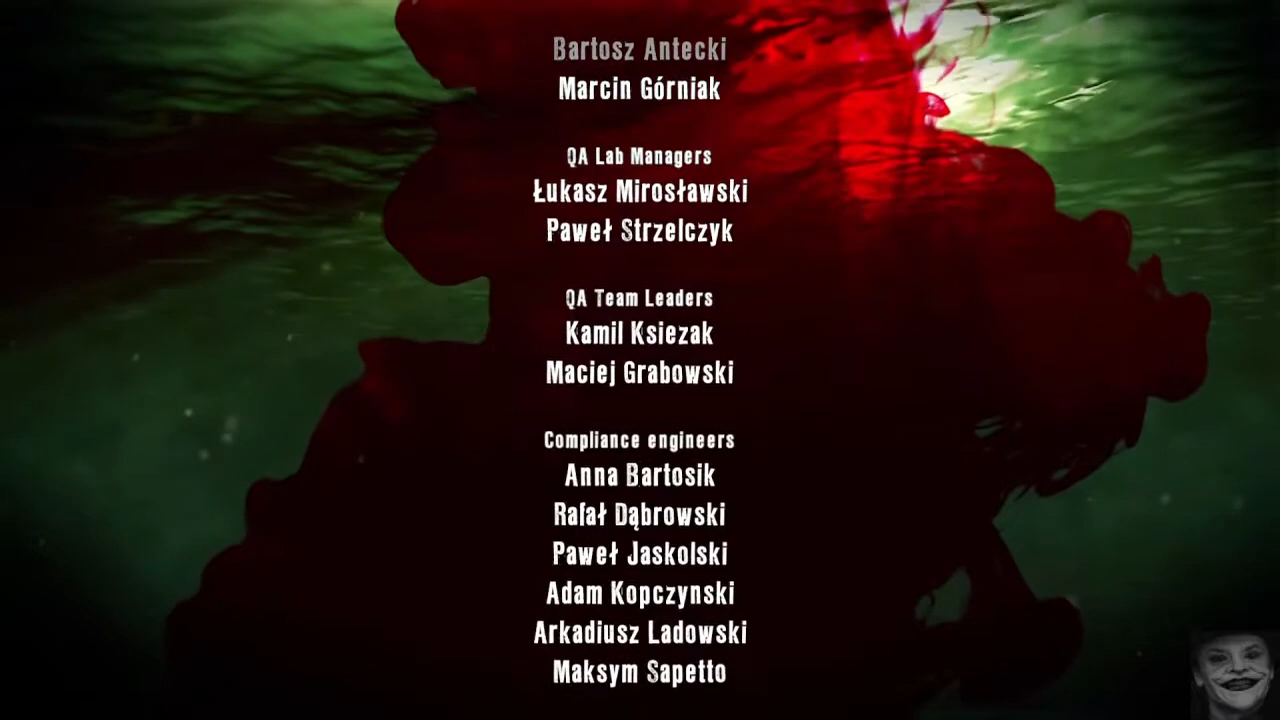 Bartosz Antecki
Marcin Górniak
QA Lab Managers
Łukasz Mirosławski
Paweł Strzelczyk
QA Team Leaders
Kamil Ksiezak
Maciej Grabowski
Compliance engineers
Anna Bartosik
Rafał Dąbrowski
Paweł Jaskolski
Adam Kopczynski
Arkadiusz Ladowski
Maksym Sapetto